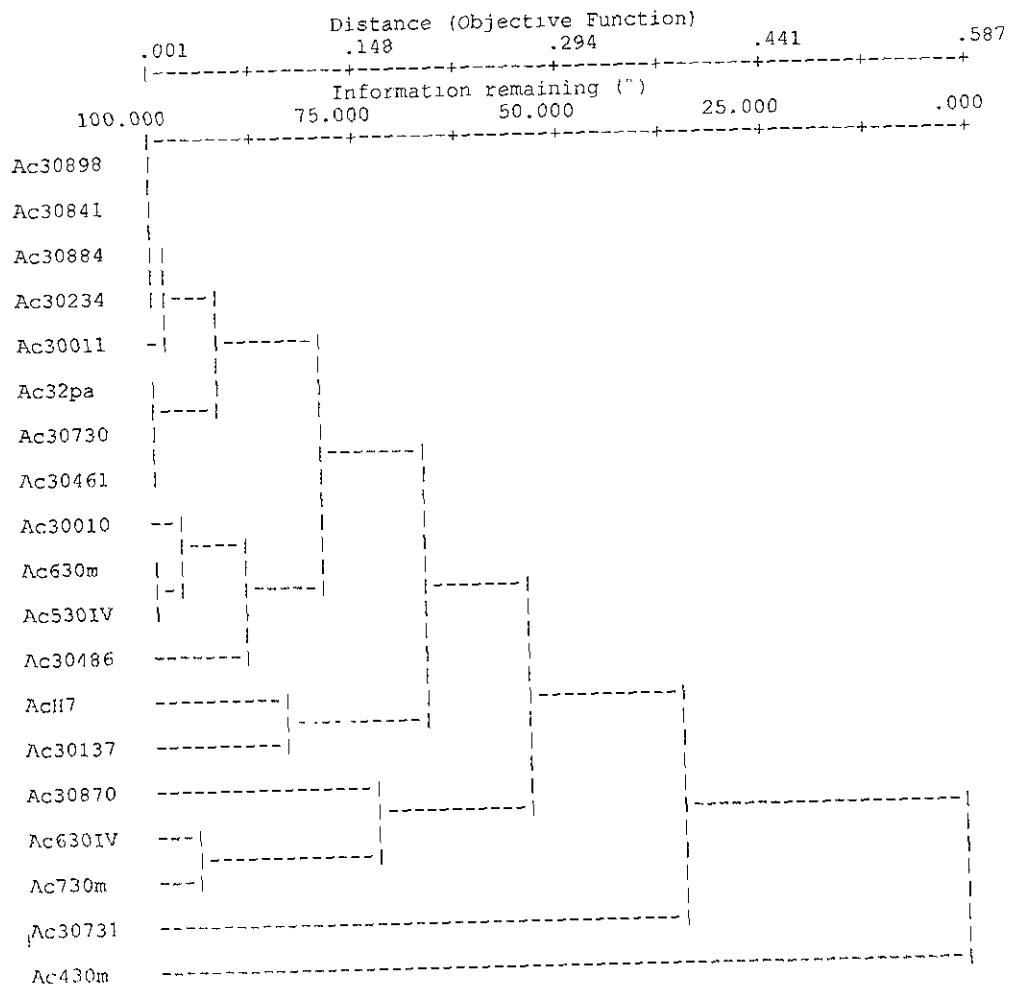 Distance (Objective Function)
.001 .148 .294 .441 .587
Information remaining (%)
100.000 75.000 50.000 25.000 .000
Ac30898
Ac30841
Ac30884
Ac30234
Ac30011
Ac32pa
Ac30730
Ac30461
Ac30010
Ac630m
Ac530IV
Ac30486
AcH7
Ac30137
Ac30870
Ac630IV
Ac730m
Ac30731
Ac430m